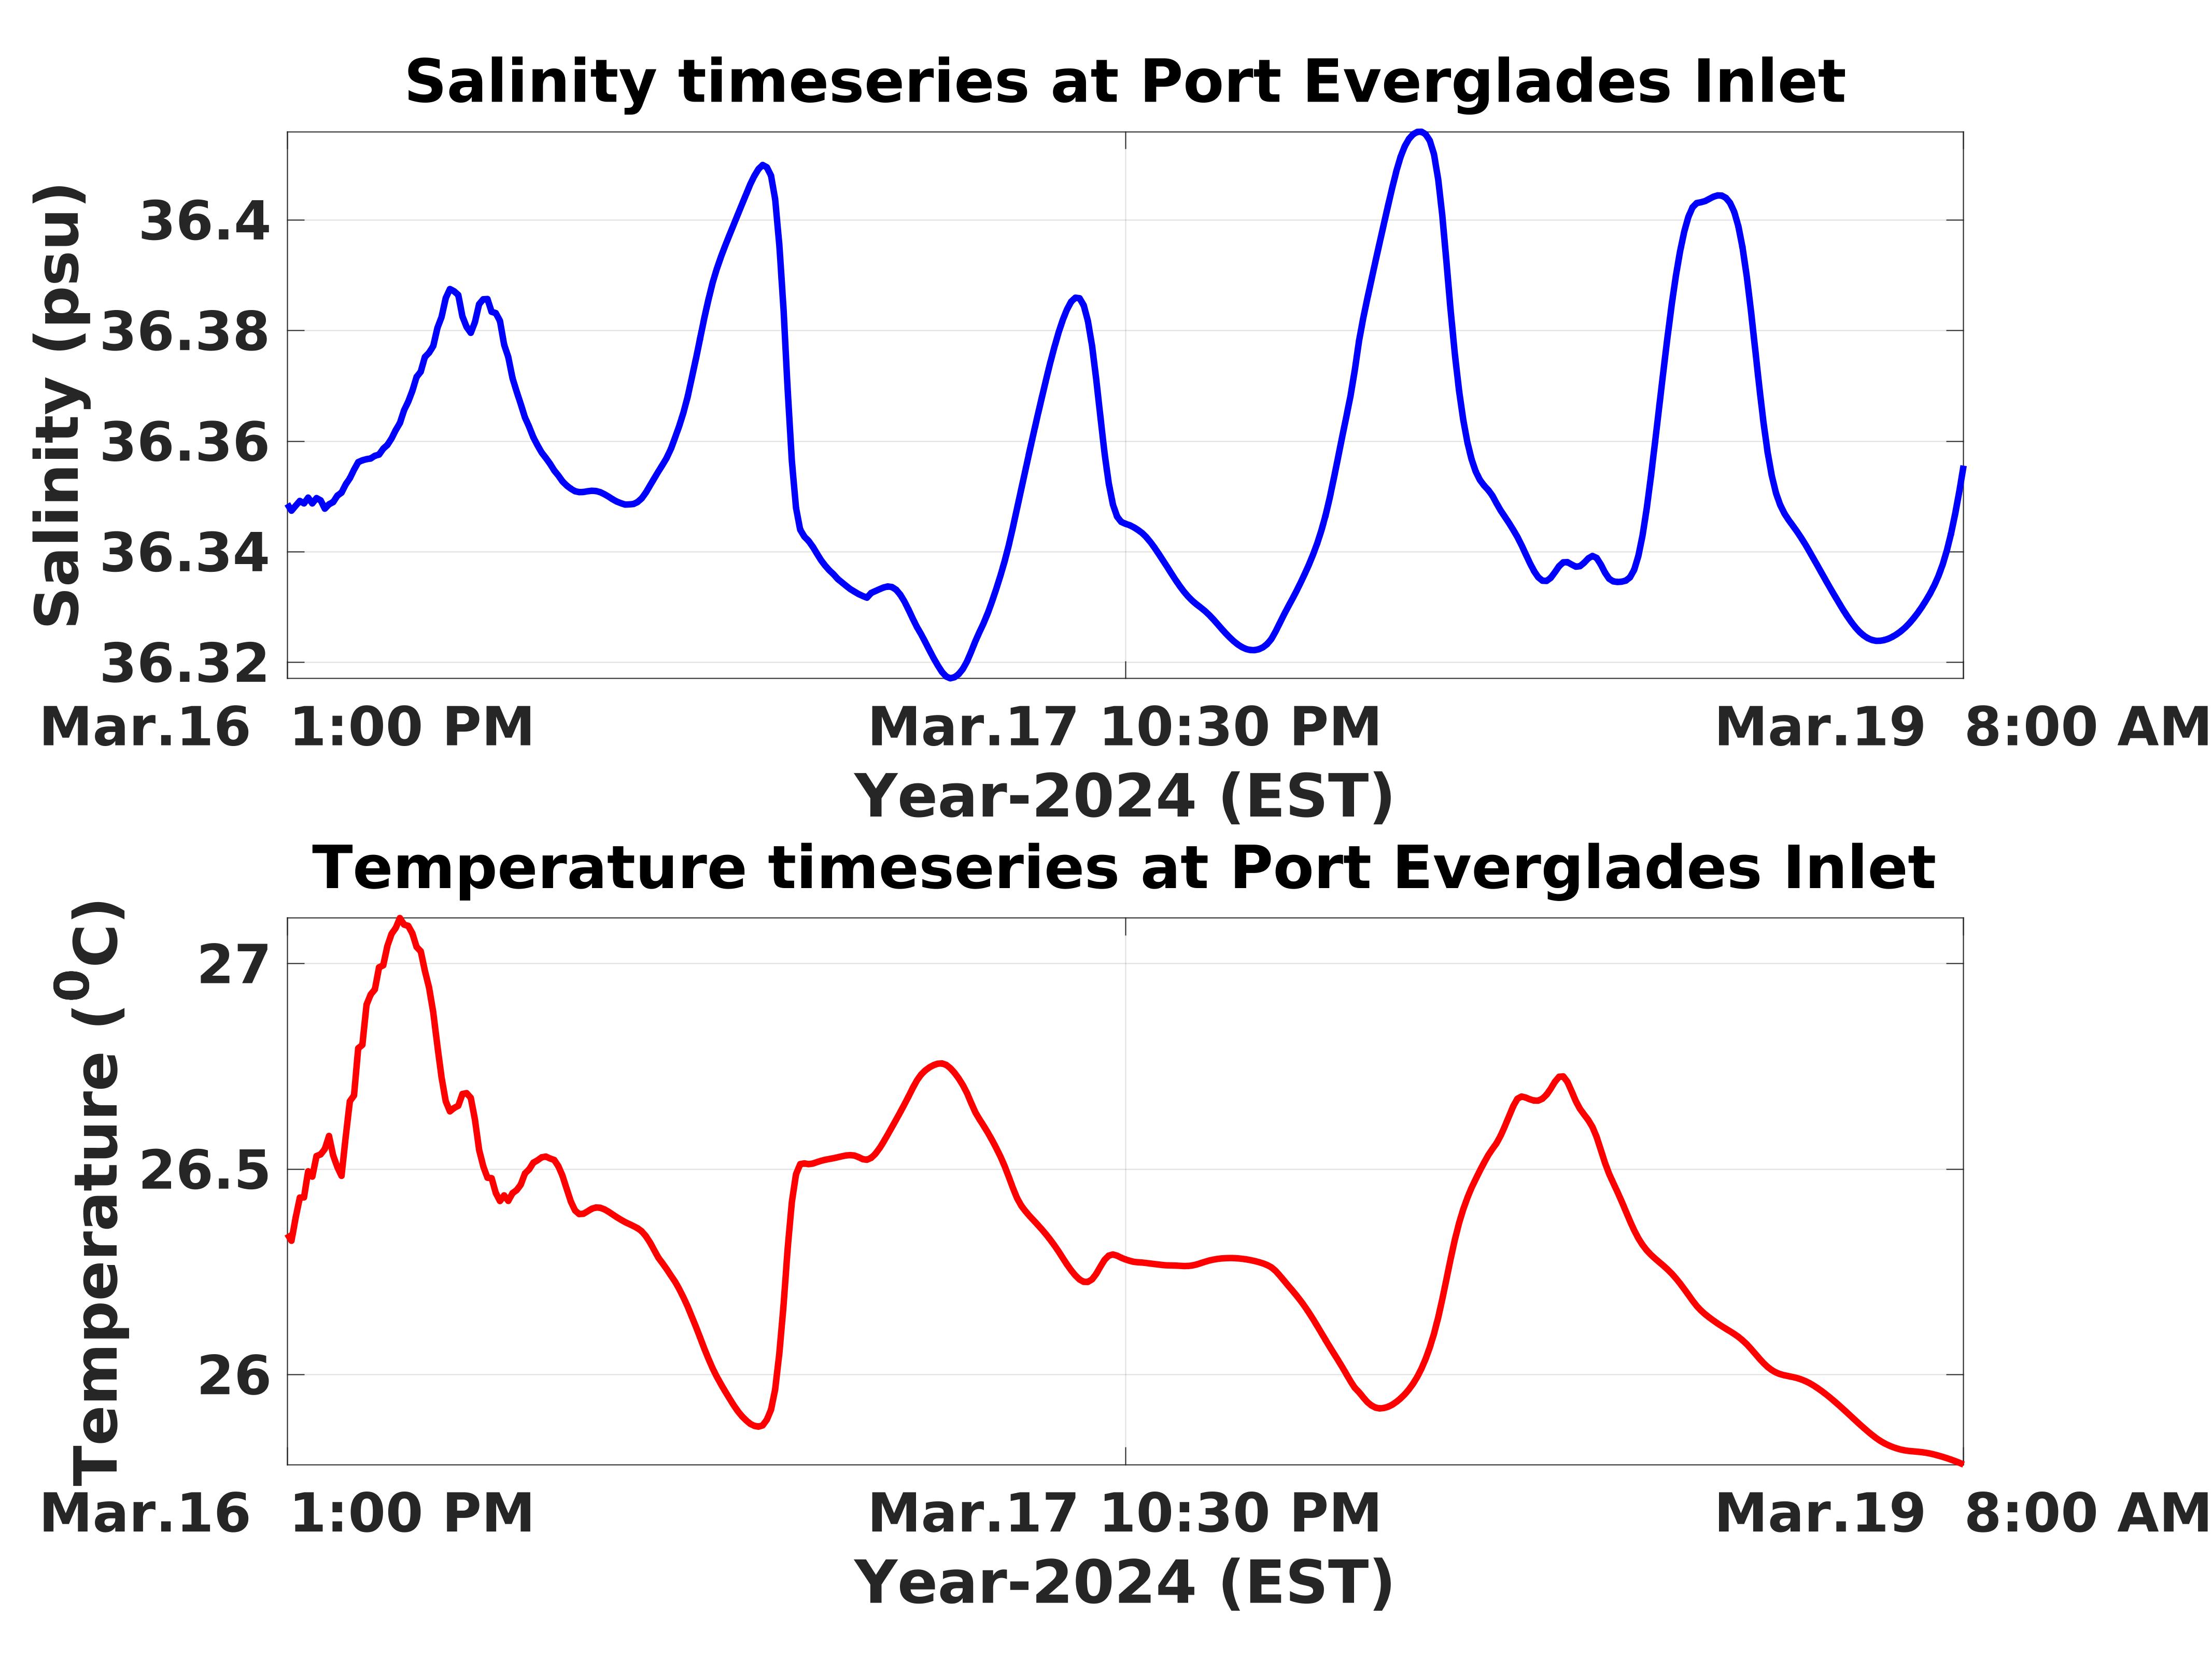 Salinity timeseries at Port Everglades Inlet
Salinity (psu)
36.4
36.38
36.36
36.34
36.32
Mar.16 1:00 PM Mar.17 10:30 PM Mar.19 8:00 AM
Year-2024 (EST)
Temperature timeseries at Port Everglades Inlet
Temperature (⁰C)
27
26.5
26
Mar.16 1:00 PM Mar.17 10:30 PM Mar.19 8:00 AM
Year-2024 (EST)